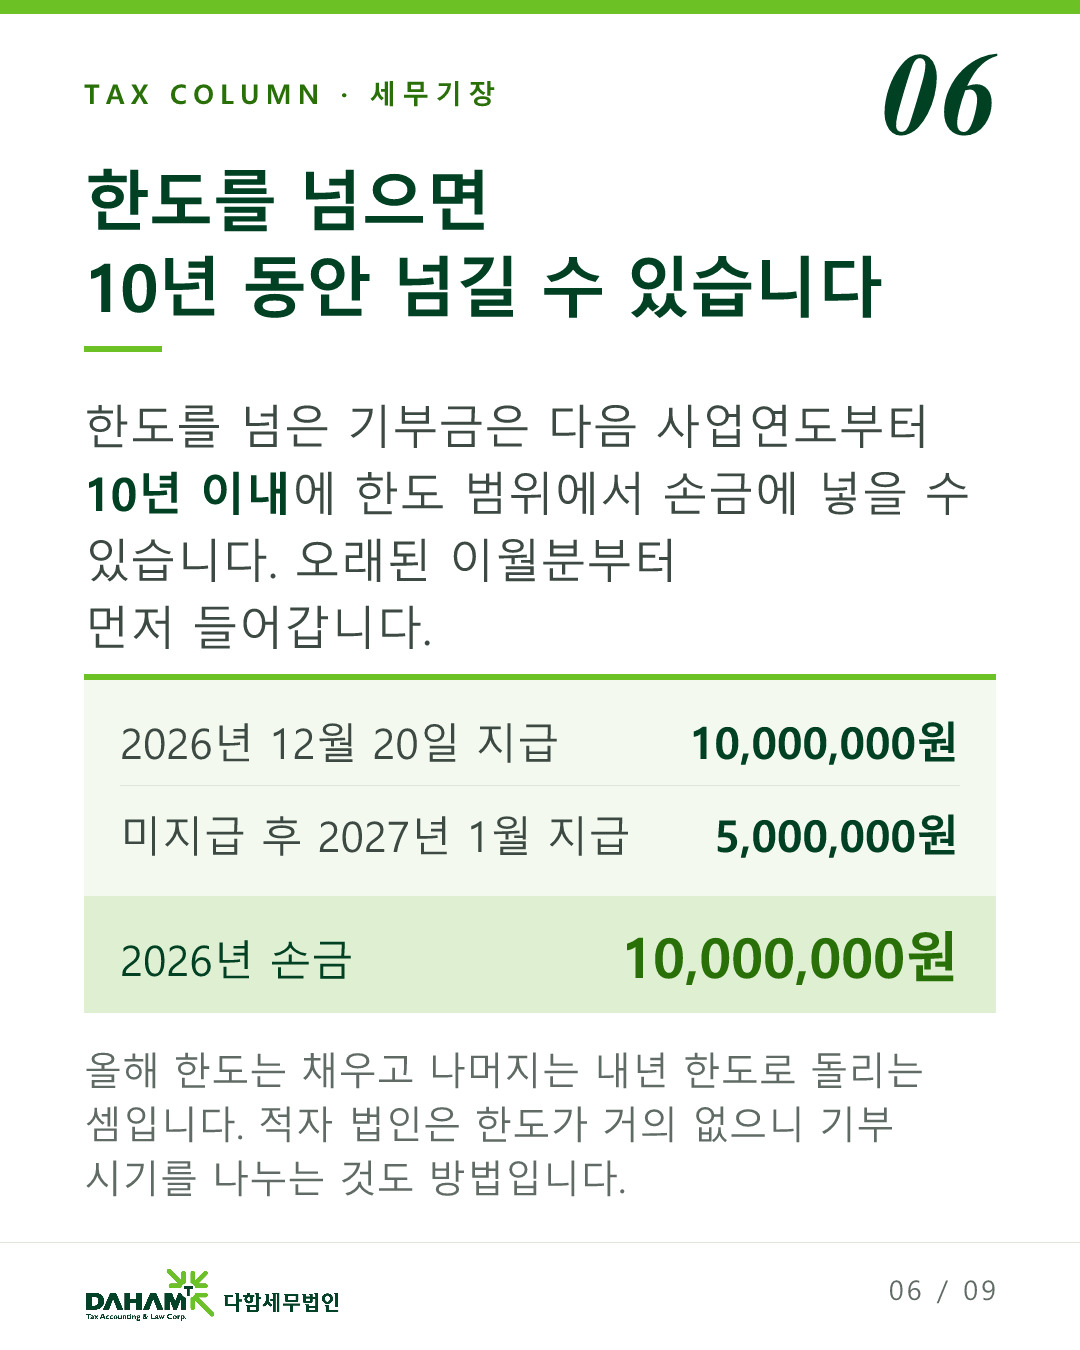 TAX COLUMN · 세무기장
06
한도를 넘으면
10년 동안 넘길 수 있습니다
한도를 넘은 기부금은 다음 사업연도부터
10년 이내에 한도 범위에서 손금에 넣을 수
있습니다. 오래된 이월분부터
먼저 들어갑니다.
2026년 12월 20일 지급 10,000,000원
미지급 후 2027년 1월 지급 5,000,000원
2026년 손금 10,000,000원
올해 한도는 채우고 나머지는 내년 한도로 돌리는
셈입니다. 적자 법인은 한도가 거의 없으니 기부
시기를 나누는 것도 방법입니다.
DAHAM T 다함세무법인
Tax Accounting & Law Corp.
06 / 09